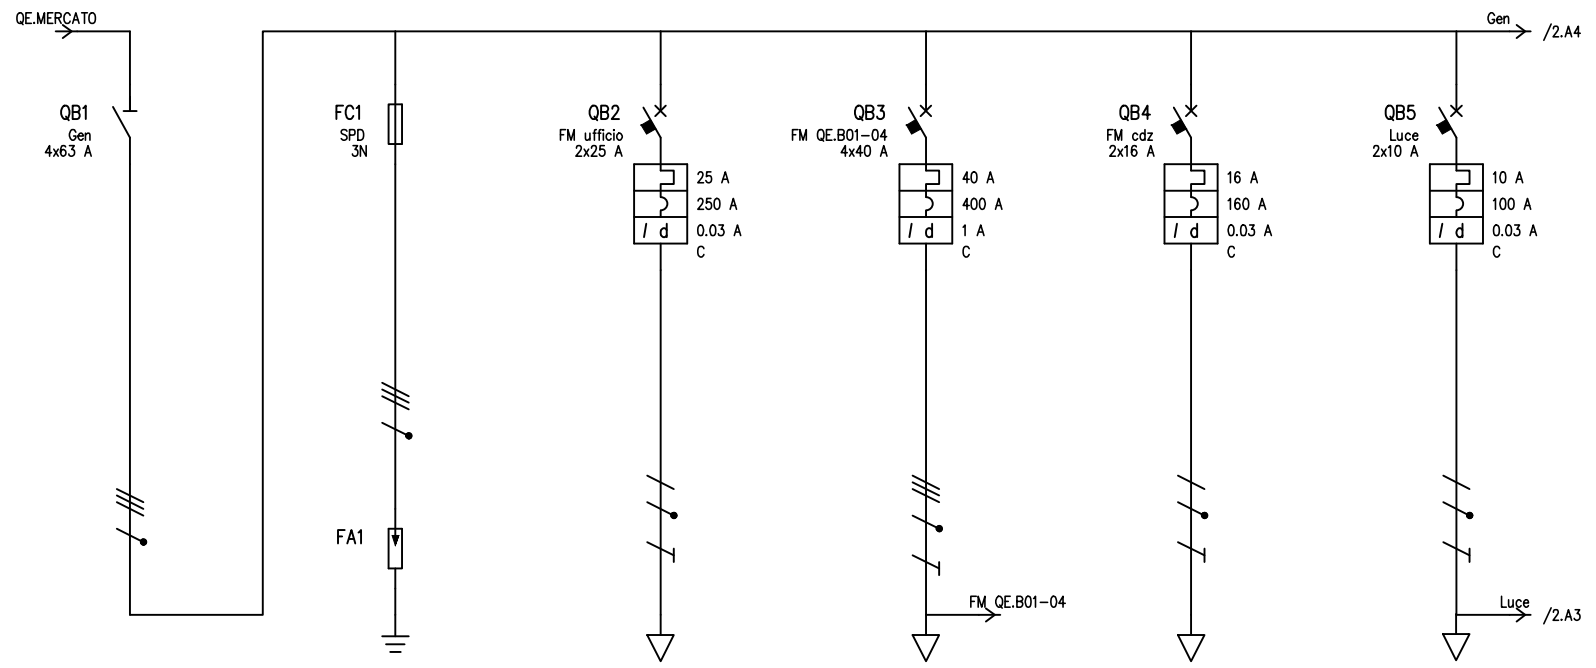 QE.MERCATO
Gen
/2.A4
QB1
Gen
4x63 A
FC1
SPD
3N
QB2
FM ufficio
2x25 A
25 A
250 A
I d
0.03 A
C
QB3
FM QE.B01-04
4x40 A
40 A
400 A
I d
1 A
C
QB4
FM cdz
2x16 A
16 A
160 A
I d
0.03 A
C
QB5
Luce
2x10 A
10 A
100 A
I d
0.03 A
C
FA1
FM QE.B01-04
Luce
/2.A3